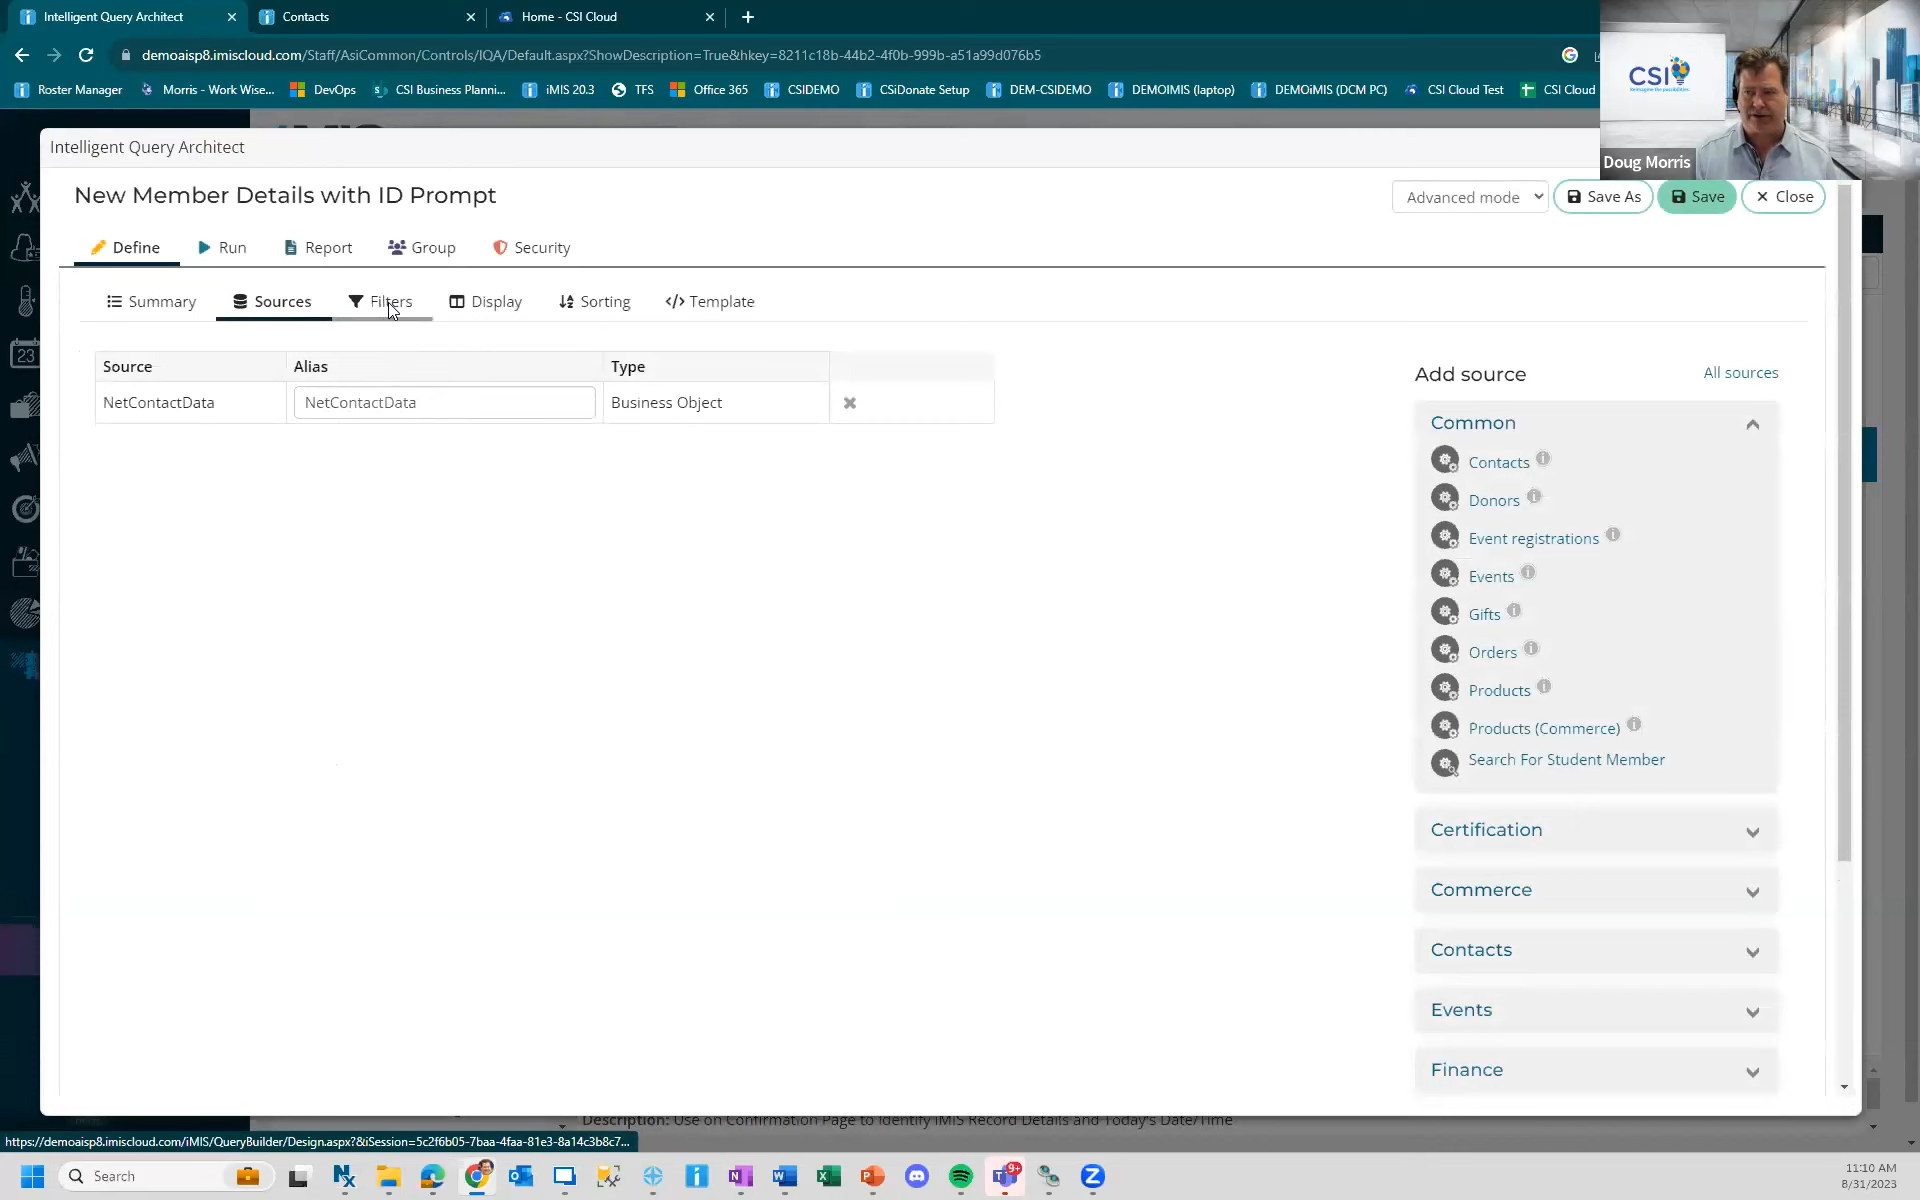 Intelligent Query Architect
Contacts
Home - CSI Cloud
demoaisp8.imiscloud.com/Staff/AsiCommon/Controls/IQA/Default.aspx?ShowDescription=True&hkey=8211c18b-44b2-4f0b-999b-a51a99d076b5
Roster Manager
Morris - Work Wise...
DevOps
CSI Business Planni...
iMIS 20.3
TFS
Office 365
CSIDEMO
CSiDonate Setup
DEM-CSIDEMO
DEMOIMIS (laptop)
DEMOiMIS (DCM PC)
CSI Cloud Test
CSI Cloud
CSI
Doug Morris
Intelligent Query Architect
New Member Details with ID Prompt
Advanced mode
Save As
Save
Close
Define
Run
Report
Group
Security
Summary
Sources
Filters
Display
Sorting
Template
Source Alias Type
NetContactData NetContactData Business Object
Add source
All sources
Common
Contacts
Donors
Event registrations
Events
Gifts
Orders
Products
Products (Commerce)
Search For Student Member
Certification
Commerce
Contacts
Events
Finance
23
Description: Use on Confirmation Page to Identify iMIS Record Details and Today's Date/Time
https://demoaisp8.imiscloud.com/iMIS/QueryBuilder/Design.aspx?&iSession=5c2f6b05-7baa-4faa-81e3-8a14c3b8c7...
Search
9+
11:10 AM
8/31/2023